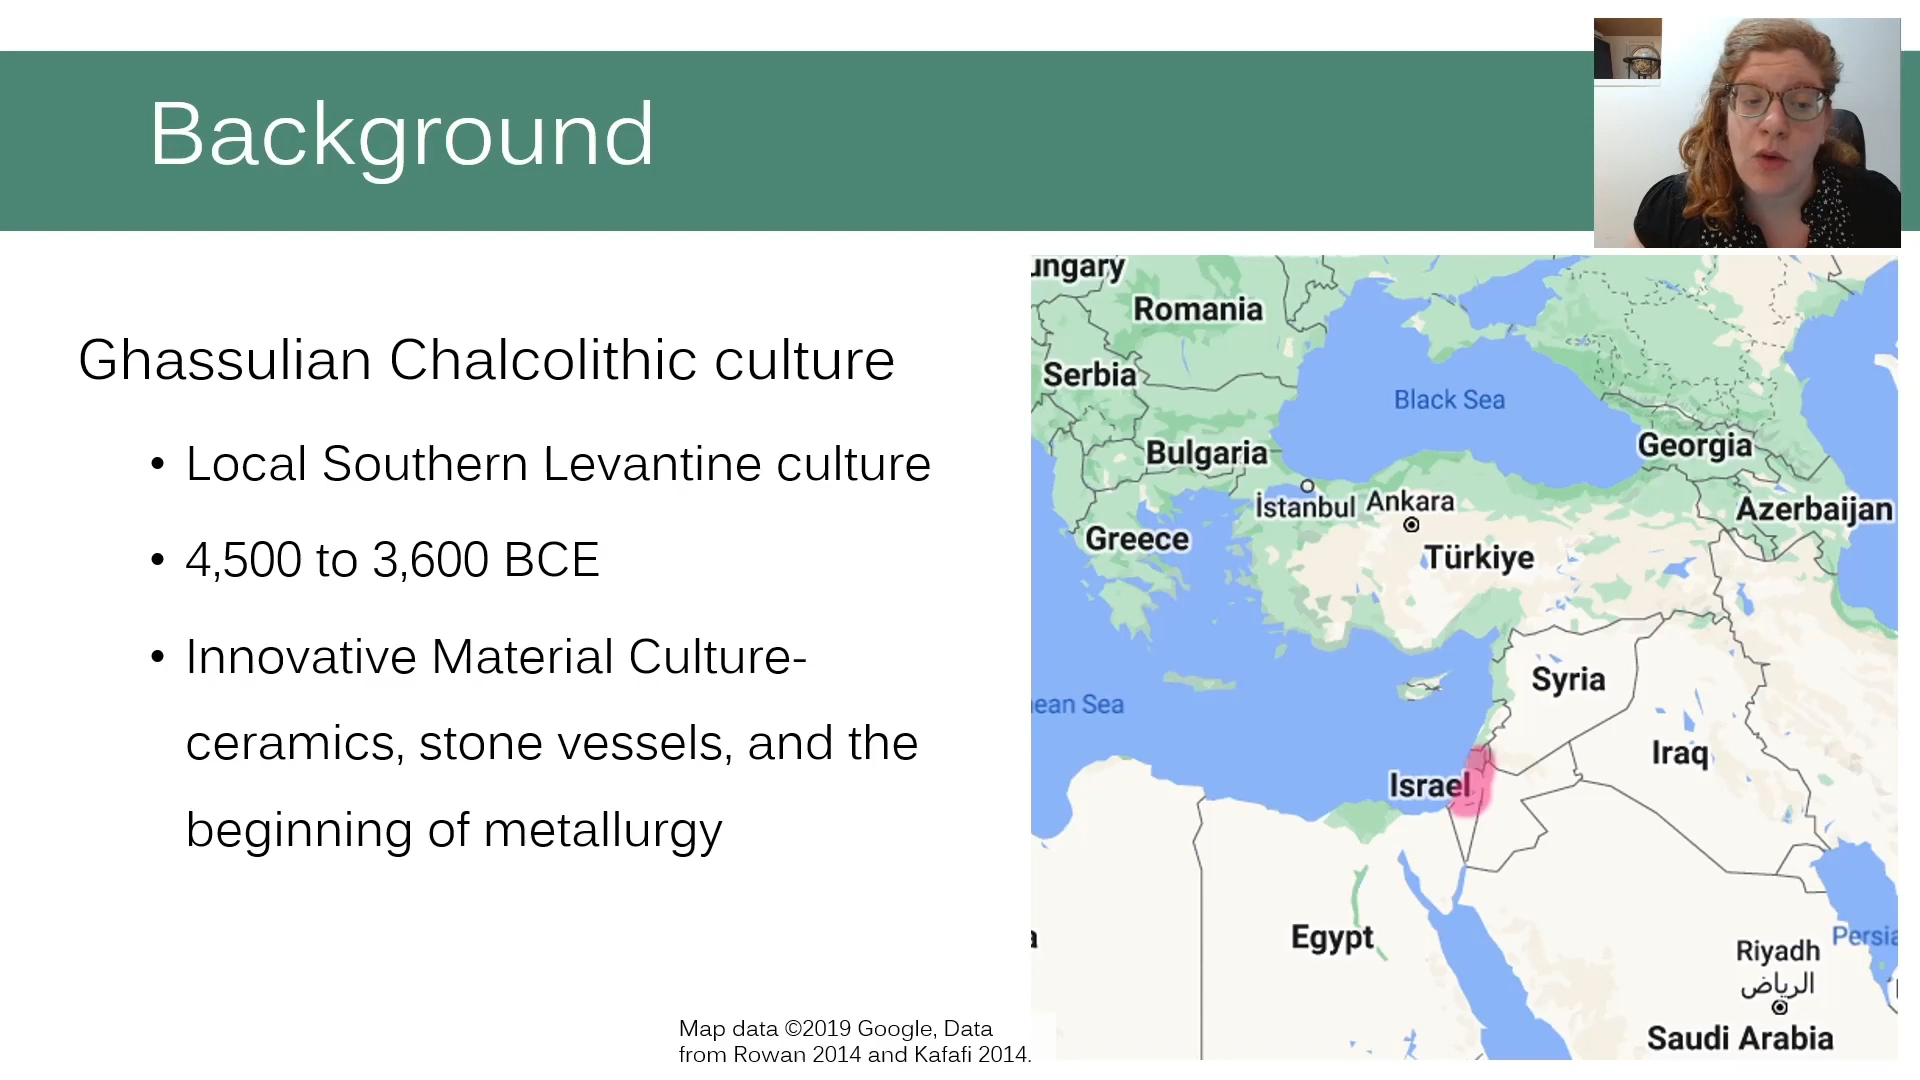 Background
Ghassulian Chalcolithic culture
• Local Southern Levantine culture
• 4,500 to 3,600 BCE
• Innovative Material Culture-
ceramics, stone vessels, and the
beginning of metallurgy
Map data ©2019 Google, Data
from Rowan 2014 and Kafafi 2014.
ungary
Romania
Serbia
Black Sea
Georgia
Bulgaria
İstanbul
Ankara
Azerbaijan
Greece
Türkiye
Syria
ean Sea
Iraq
Israel
Egypt
a
Persia
Riyadh
الرياض
Saudi Arabia